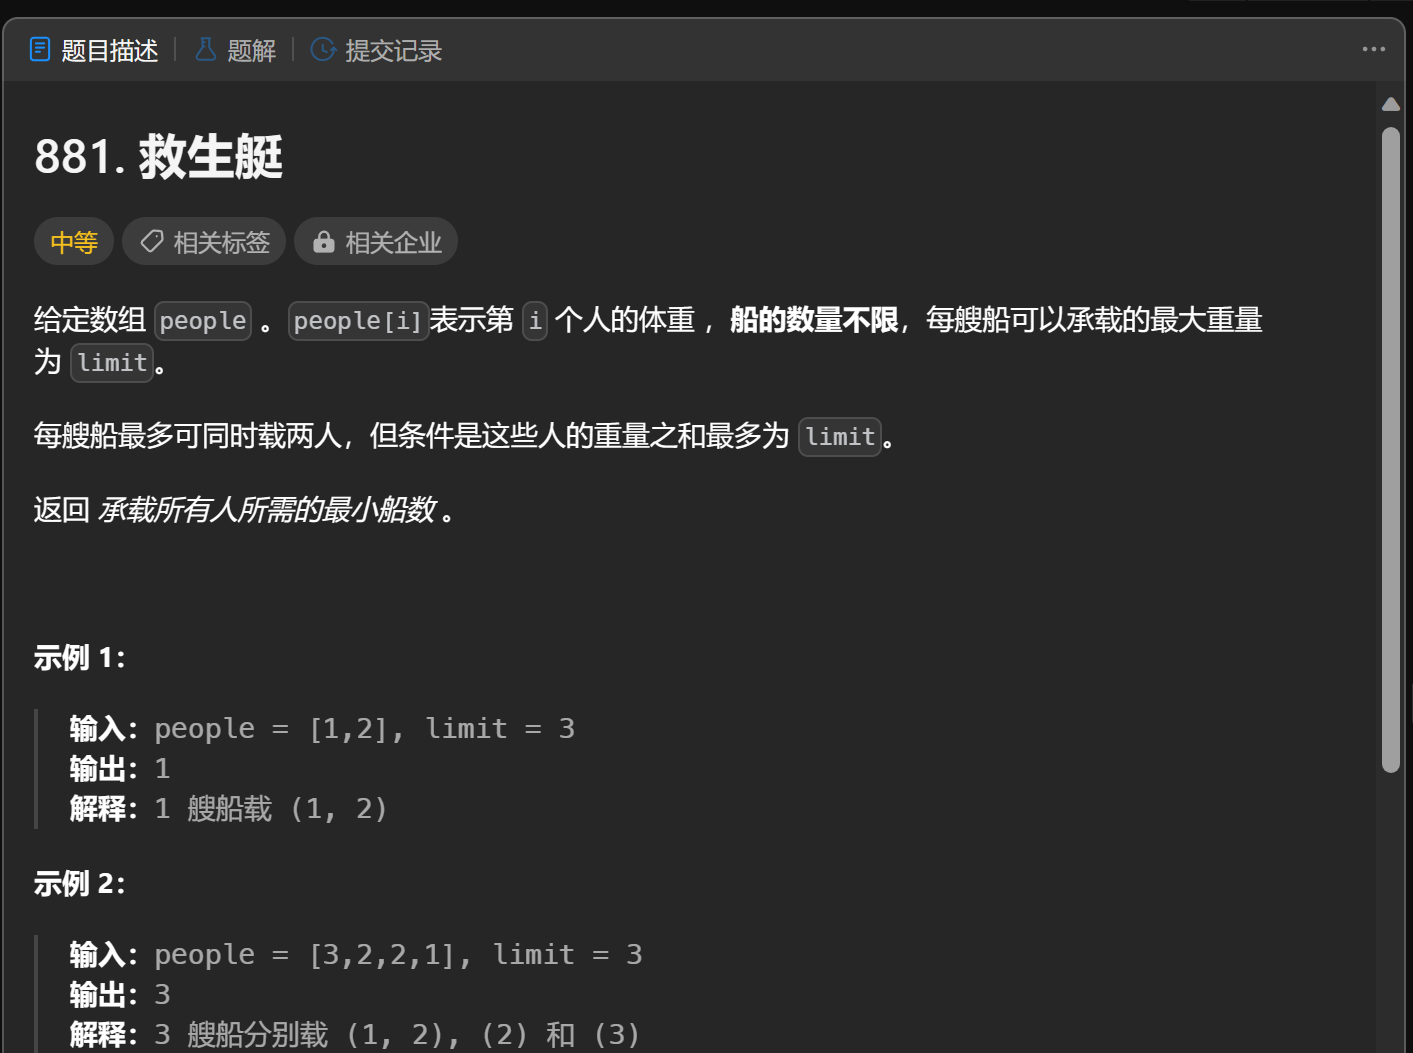 题目描述 题解 提交记录
881. 救生艇
中等 相关标签 相关企业
给定数组 people 。people[i]表示第 i 个人的体重 ，船的数量不限，每艘船可以承载的最大重量
为 limit。
每艘船最多可同时载两人，但条件是这些人的重量之和最多为 limit。
返回 承载所有人所需的最小船数 。
示例 1：
输入：people = [1,2], limit = 3
输出：1
解释：1 艘船载 (1, 2)
示例 2：
输入：people = [3,2,2,1], limit = 3
输出：3
解释：3 艘船分别载 (1, 2), (2) 和 (3)